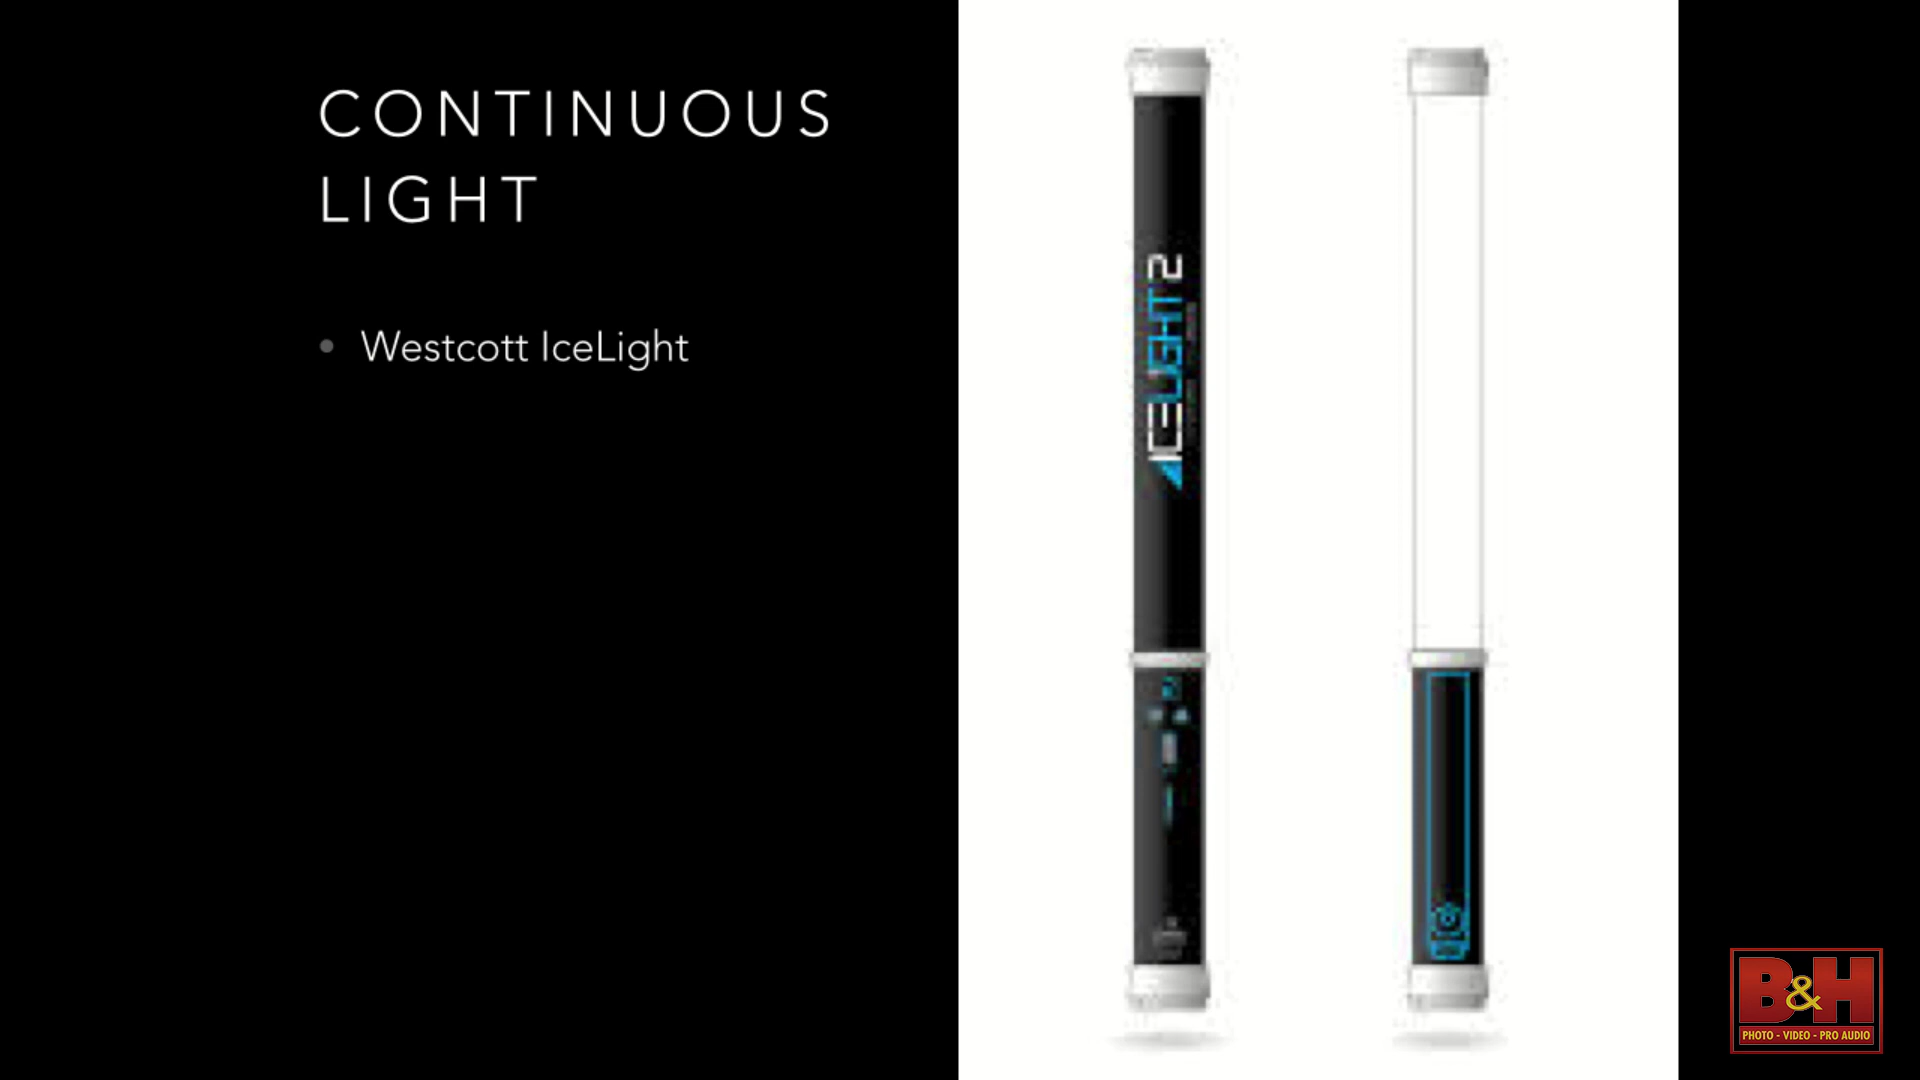 CONTINUOUS
LIGHT
• Westcott IceLight
ICELIGHT 2
B&H
PHOTO - VIDEO - PRO AUDIO